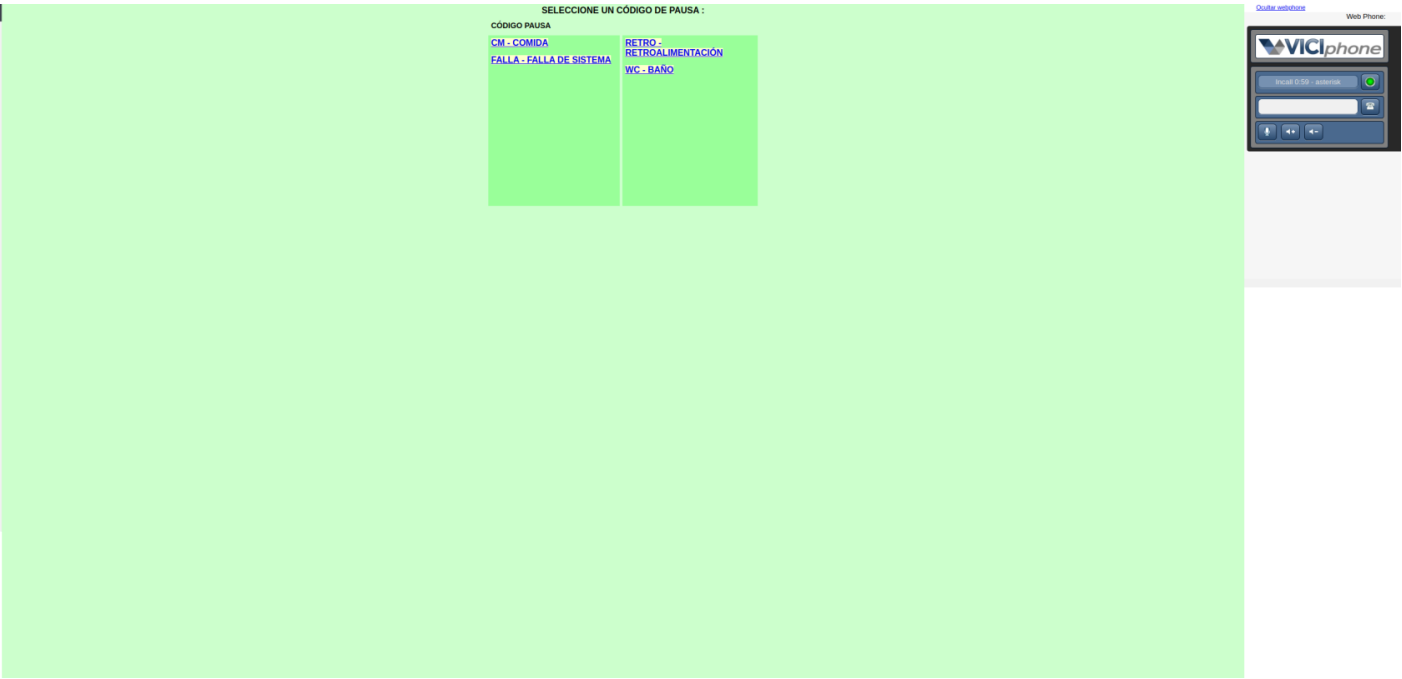 SELECCIONE UN CÓDIGO DE PAUSA :
CÓDIGO PAUSA
CM - COMIDA
FALLA - FALLA DE SISTEMA
RETRO -
RETROALIMENTACIÓN
WC - BAÑO
Ocultar webphone
Web Phone:
VICIphone
Incall 0:59 - asterisk